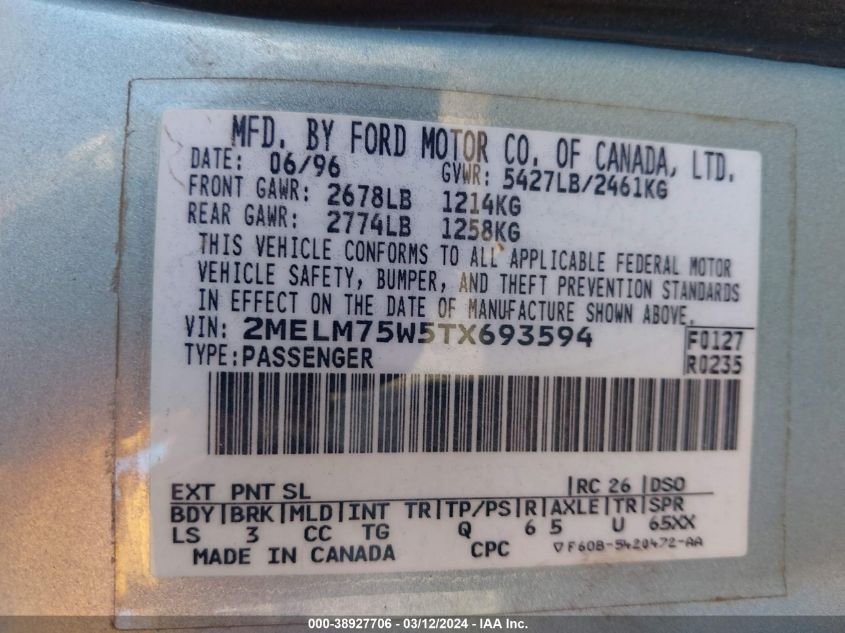 MFD. BY FORD MOTOR CO. OF CANADA, LTD.
DATE: 06/96 GVWR: 5427LB/2461KG
FRONT GAWR: 2678LB 1214KG
REAR GAWR: 2774LB 1258KG
THIS VEHICLE CONFORMS TO ALL APPLICABLE FEDERAL MOTOR
VEHICLE SAFETY, BUMPER, AND THEFT PREVENTION STANDARDS
IN EFFECT ON THE DATE OF MANUFACTURE SHOWN ABOVE.
VIN: 2MELM75W5TX693594 F0127
TYPE:PASSENGER R0235
EXT PNT SL |RC 26 |DSO
BDY|BRK|MLD|INT TR|TP/PS|R|AXLE|TR|SPR
LS 3 CC TG Q 6 5 U 65XX
MADE IN CANADA CPC ▽F60B-5420472-AA
000-38927706 - 03/12/2024 - IAA Inc.